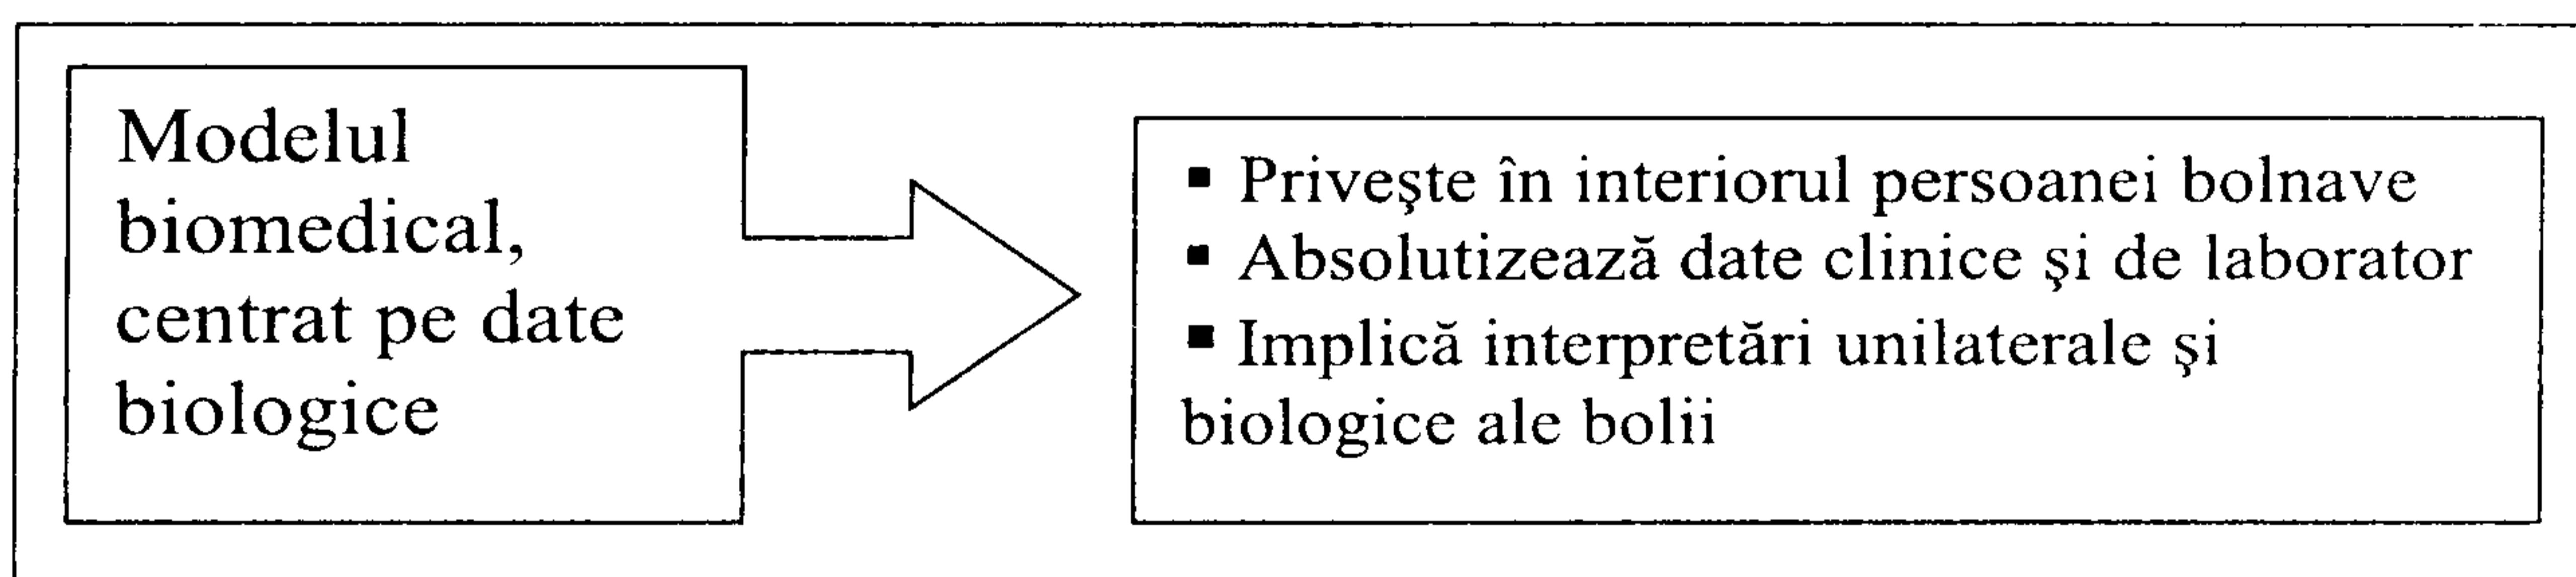 Modelul
biomedical,
centrat pe date
biologice
▪ Priveşte în interiorul persoanei bolnave
▪ Absolutizează date clinice şi de laborator
▪ Implică interpretări unilaterale şi
biologice ale bolii